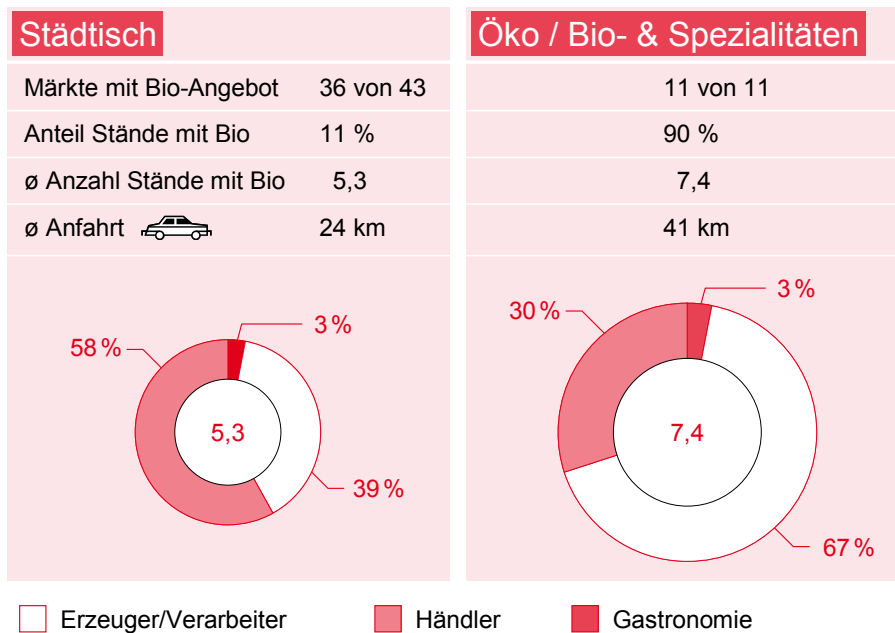 Städtisch
Öko / Bio- & Spezialitäten
Märkte mit Bio-Angebot 36 von 43 11 von 11
Anteil Stände mit Bio 11 % 90 %
ø Anzahl Stände mit Bio 5,3 7,4
ø Anfahrt 24 km 41 km
58 % 3 % 5,3 39 %
30 % 3 % 7,4 67 %
Erzeuger/Verarbeiter Händler Gastronomie